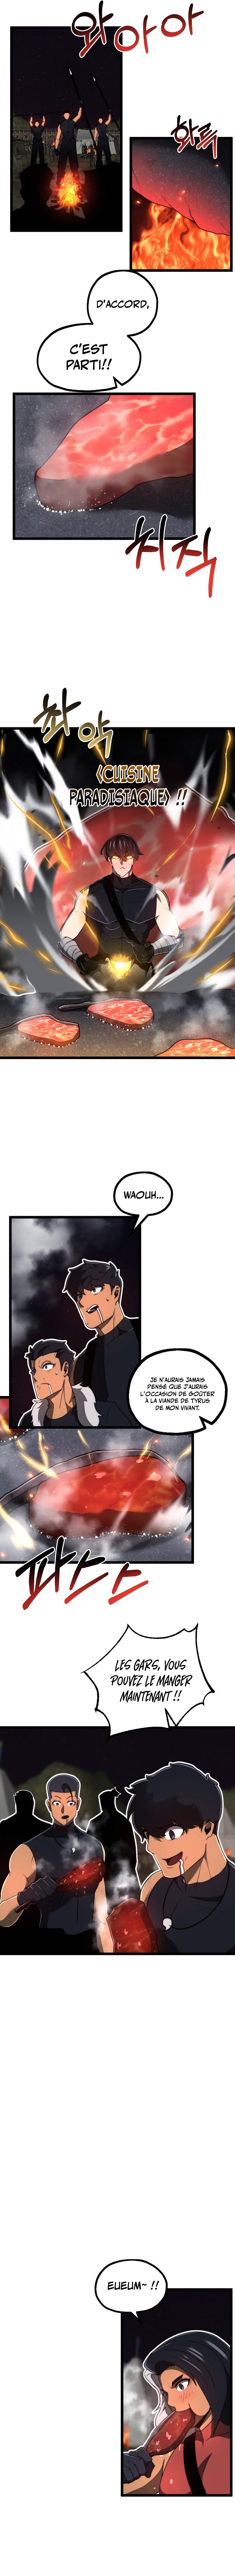 와아아
화륵
D'ACCORD,
C'EST
PARTI!!
치직
화악
<CUISINE
PARADISIAQUE> !!
WAOUH...
JE N'AURAIS JAMAIS
PENSÉ QUE J'AURAIS
L'OCCASION DE GOÛTER
À LA VIANDE DE TYRUS
DE MON VIVANT.
파스스
LES GARS, VOUS
POUVEZ LE MANGER
MAINTENANT !!
EUEUM~ !!